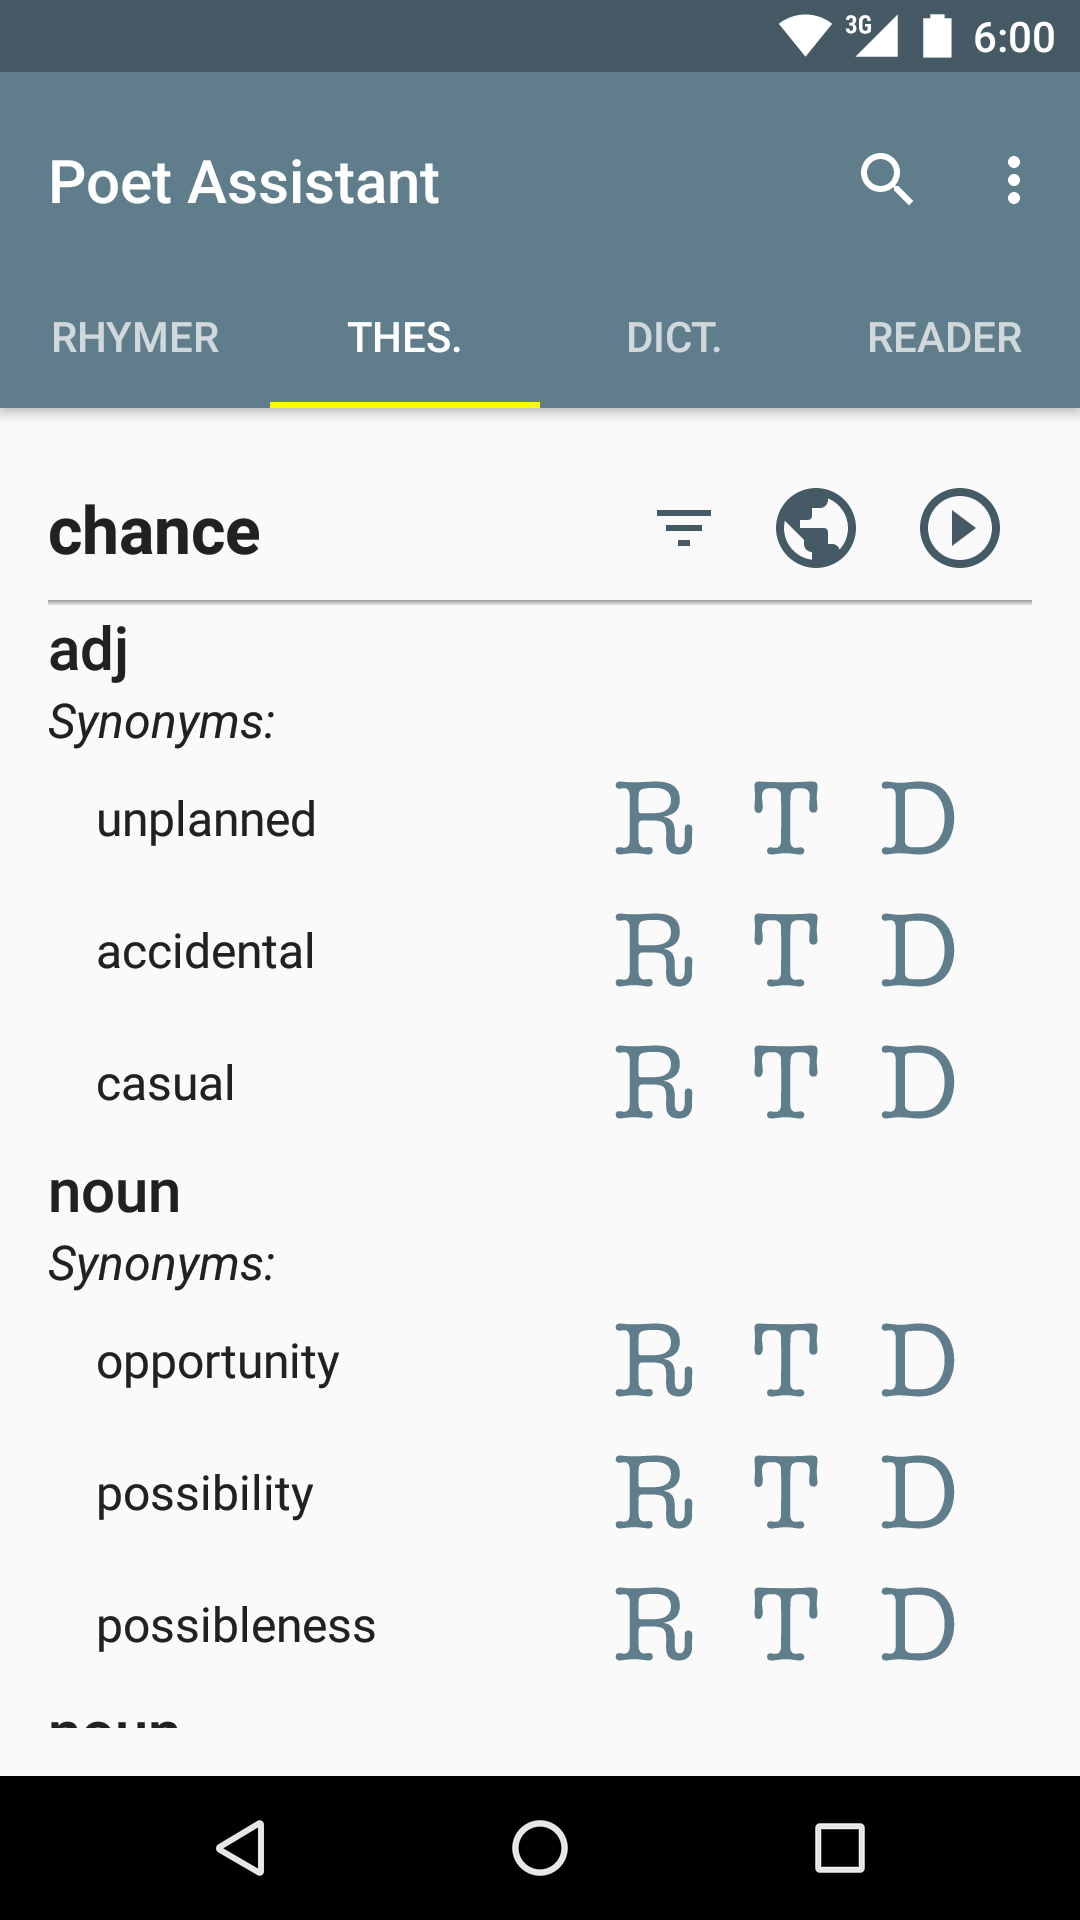 3G 6:00
Poet Assistant
RHYMER THES. DICT. READER
chance
adj
Synonyms:
unplanned R T D
accidental R T D
casual R T D
noun
Synonyms:
opportunity R T D
possibility R T D
possibleness R T D
noun